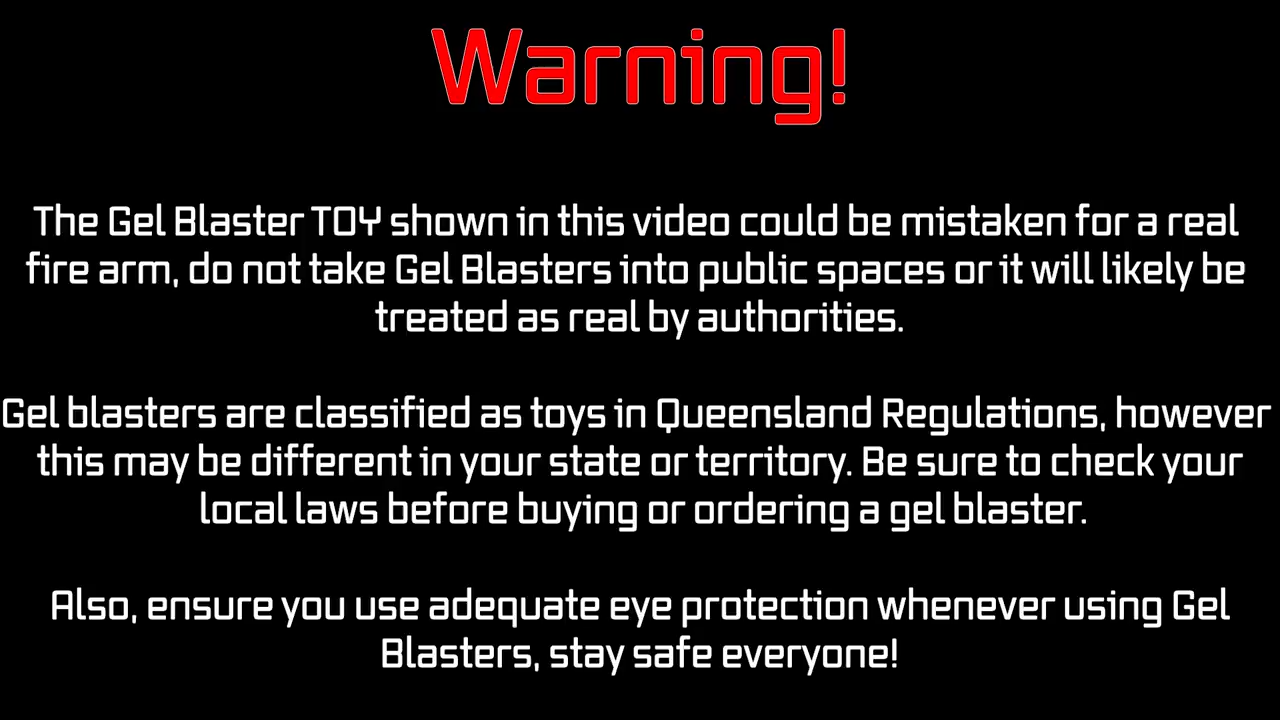 Warning!
The Gel Blaster TOY shown in this video could be mistaken for a real
fire arm, do not take Gel Blasters into public spaces or it will likely be
treated as real by authorities.
Gel blasters are classified as toys in Queensland Regulations, however
this may be different in your state or territory. Be sure to check your
local laws before buying or ordering a gel blaster.
Also, ensure you use adequate eye protection whenever using Gel
Blasters, stay safe everyone!